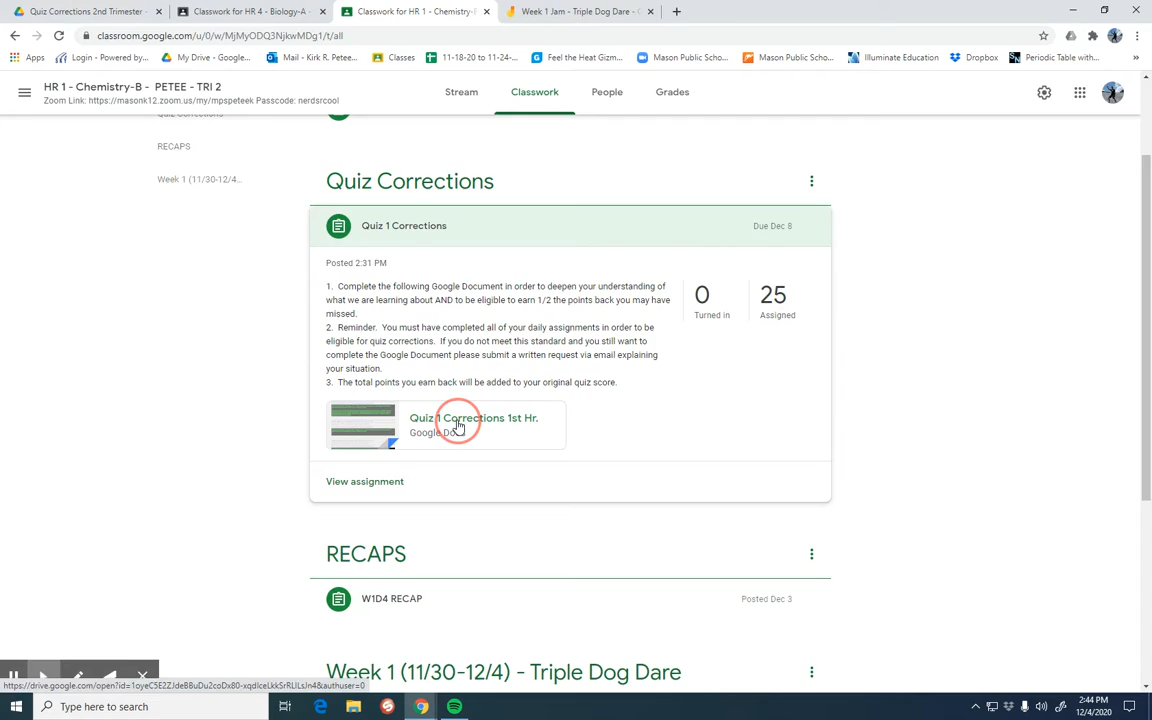 Quiz Corrections 2nd Trimester -
Classwork for HR 4 - Biology-A -
Classwork for HR 1 - Chemistry-B
Week 1 Jam - Triple Dog Dare -
classroom.google.com/u/0/w/MjMyODQ3NjkwMDg1/t/all
Apps
Login - Powered by...
My Drive - Google...
Mail - Kirk R. Petee...
Classes
11-18-20 to 11-24-...
Feel the Heat Gizm...
Mason Public Schoo...
Mason Public Schoo...
Illuminate Education
Dropbox
Periodic Table with...
HR 1 - Chemistry-B - PETEE - TRI 2
Zoom Link: https://masonk12.zoom.us/my/mpspeteek Passcode: nerdsrcool
Stream
Classwork
People
Grades
Quiz Corrections
RECAPS
Week 1 (11/30-12/4...
Quiz Corrections
Quiz 1 Corrections
Due Dec 8
Posted 2:31 PM
1. Complete the following Google Document in order to deepen your understanding of
what we are learning about AND to be eligible to earn 1/2 the points back you may have
missed.
2. Reminder. You must have completed all of your daily assignments in order to be
eligible for quiz corrections. If you do not meet this standard and you still want to
complete the Google Document please submit a written request via email explaining
your situation.
3. The total points you earn back will be added to your original quiz score.
0
Turned in
25
Assigned
Quiz 1 Corrections 1st Hr.
Google Do
View assignment
RECAPS
W1D4 RECAP
Posted Dec 3
Week 1 (11/30-12/4) - Triple Dog Dare
Type here to search
2:44 PM
12/4/2020